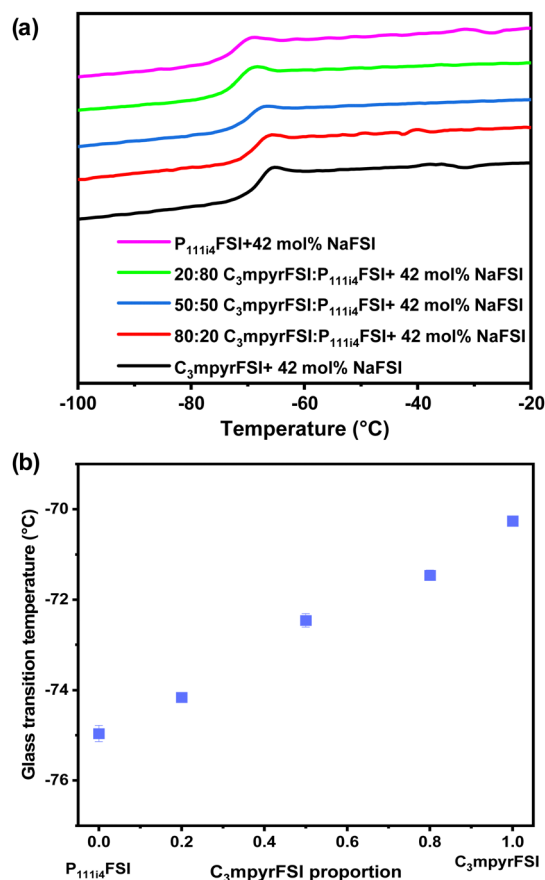 (a)
P₁₁₁ᵢ₄FSI+42 mol% NaFSI
20:80 C₃mpyrFSI:P₁₁₁ᵢ₄FSI+ 42 mol% NaFSI
50:50 C₃mpyrFSI:P₁₁₁ᵢ₄FSI+ 42 mol% NaFSI
80:20 C₃mpyrFSI:P₁₁₁ᵢ₄FSI+ 42 mol% NaFSI
C₃mpyrFSI+ 42 mol% NaFSI
-100 -80 -60 -40 -20
Temperature (°C)
(b)
Glass transition temperature (°C)
-70
-72
-74
-76
0.0 0.2 0.4 0.6 0.8 1.0
P₁₁₁ᵢ₄FSI C₃mpyrFSI proportion C₃mpyrFSI